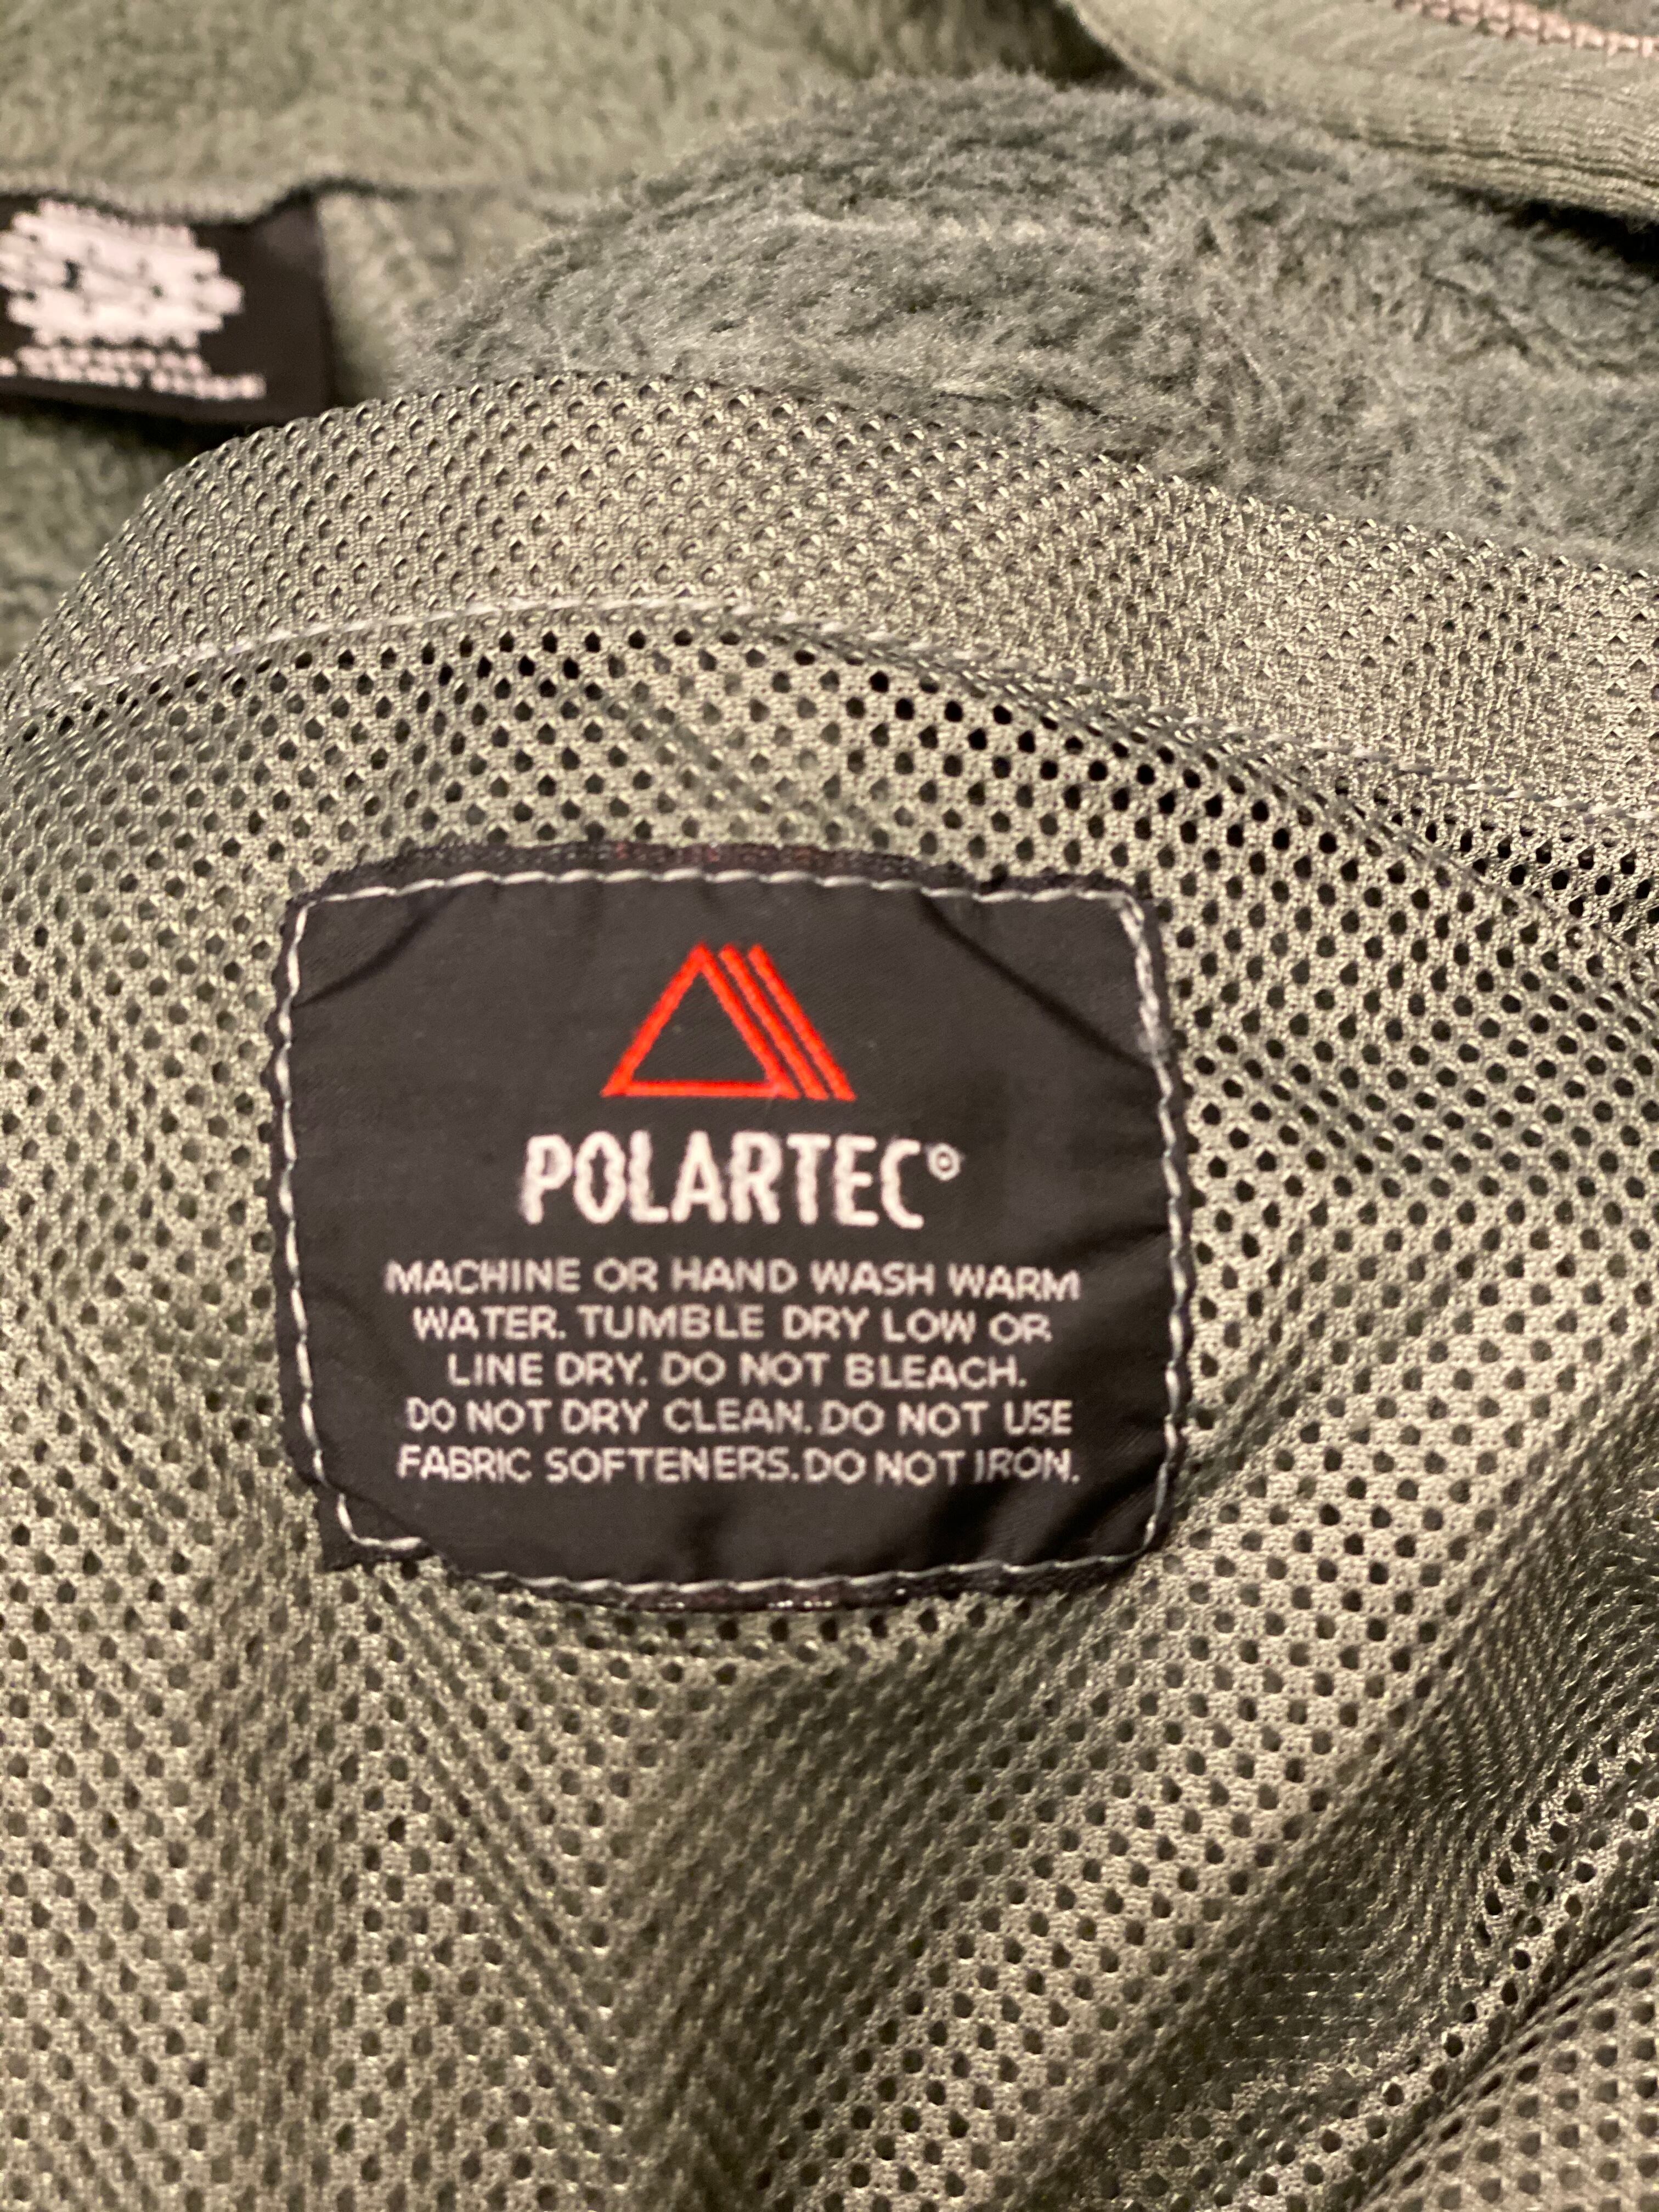 POLARTEC®
MACHINE OR HAND WASH WARM
WATER. TUMBLE DRY LOW OR
LINE DRY. DO NOT BLEACH.
DO NOT DRY CLEAN. DO NOT USE
FABRIC SOFTENERS. DO NOT IRON.